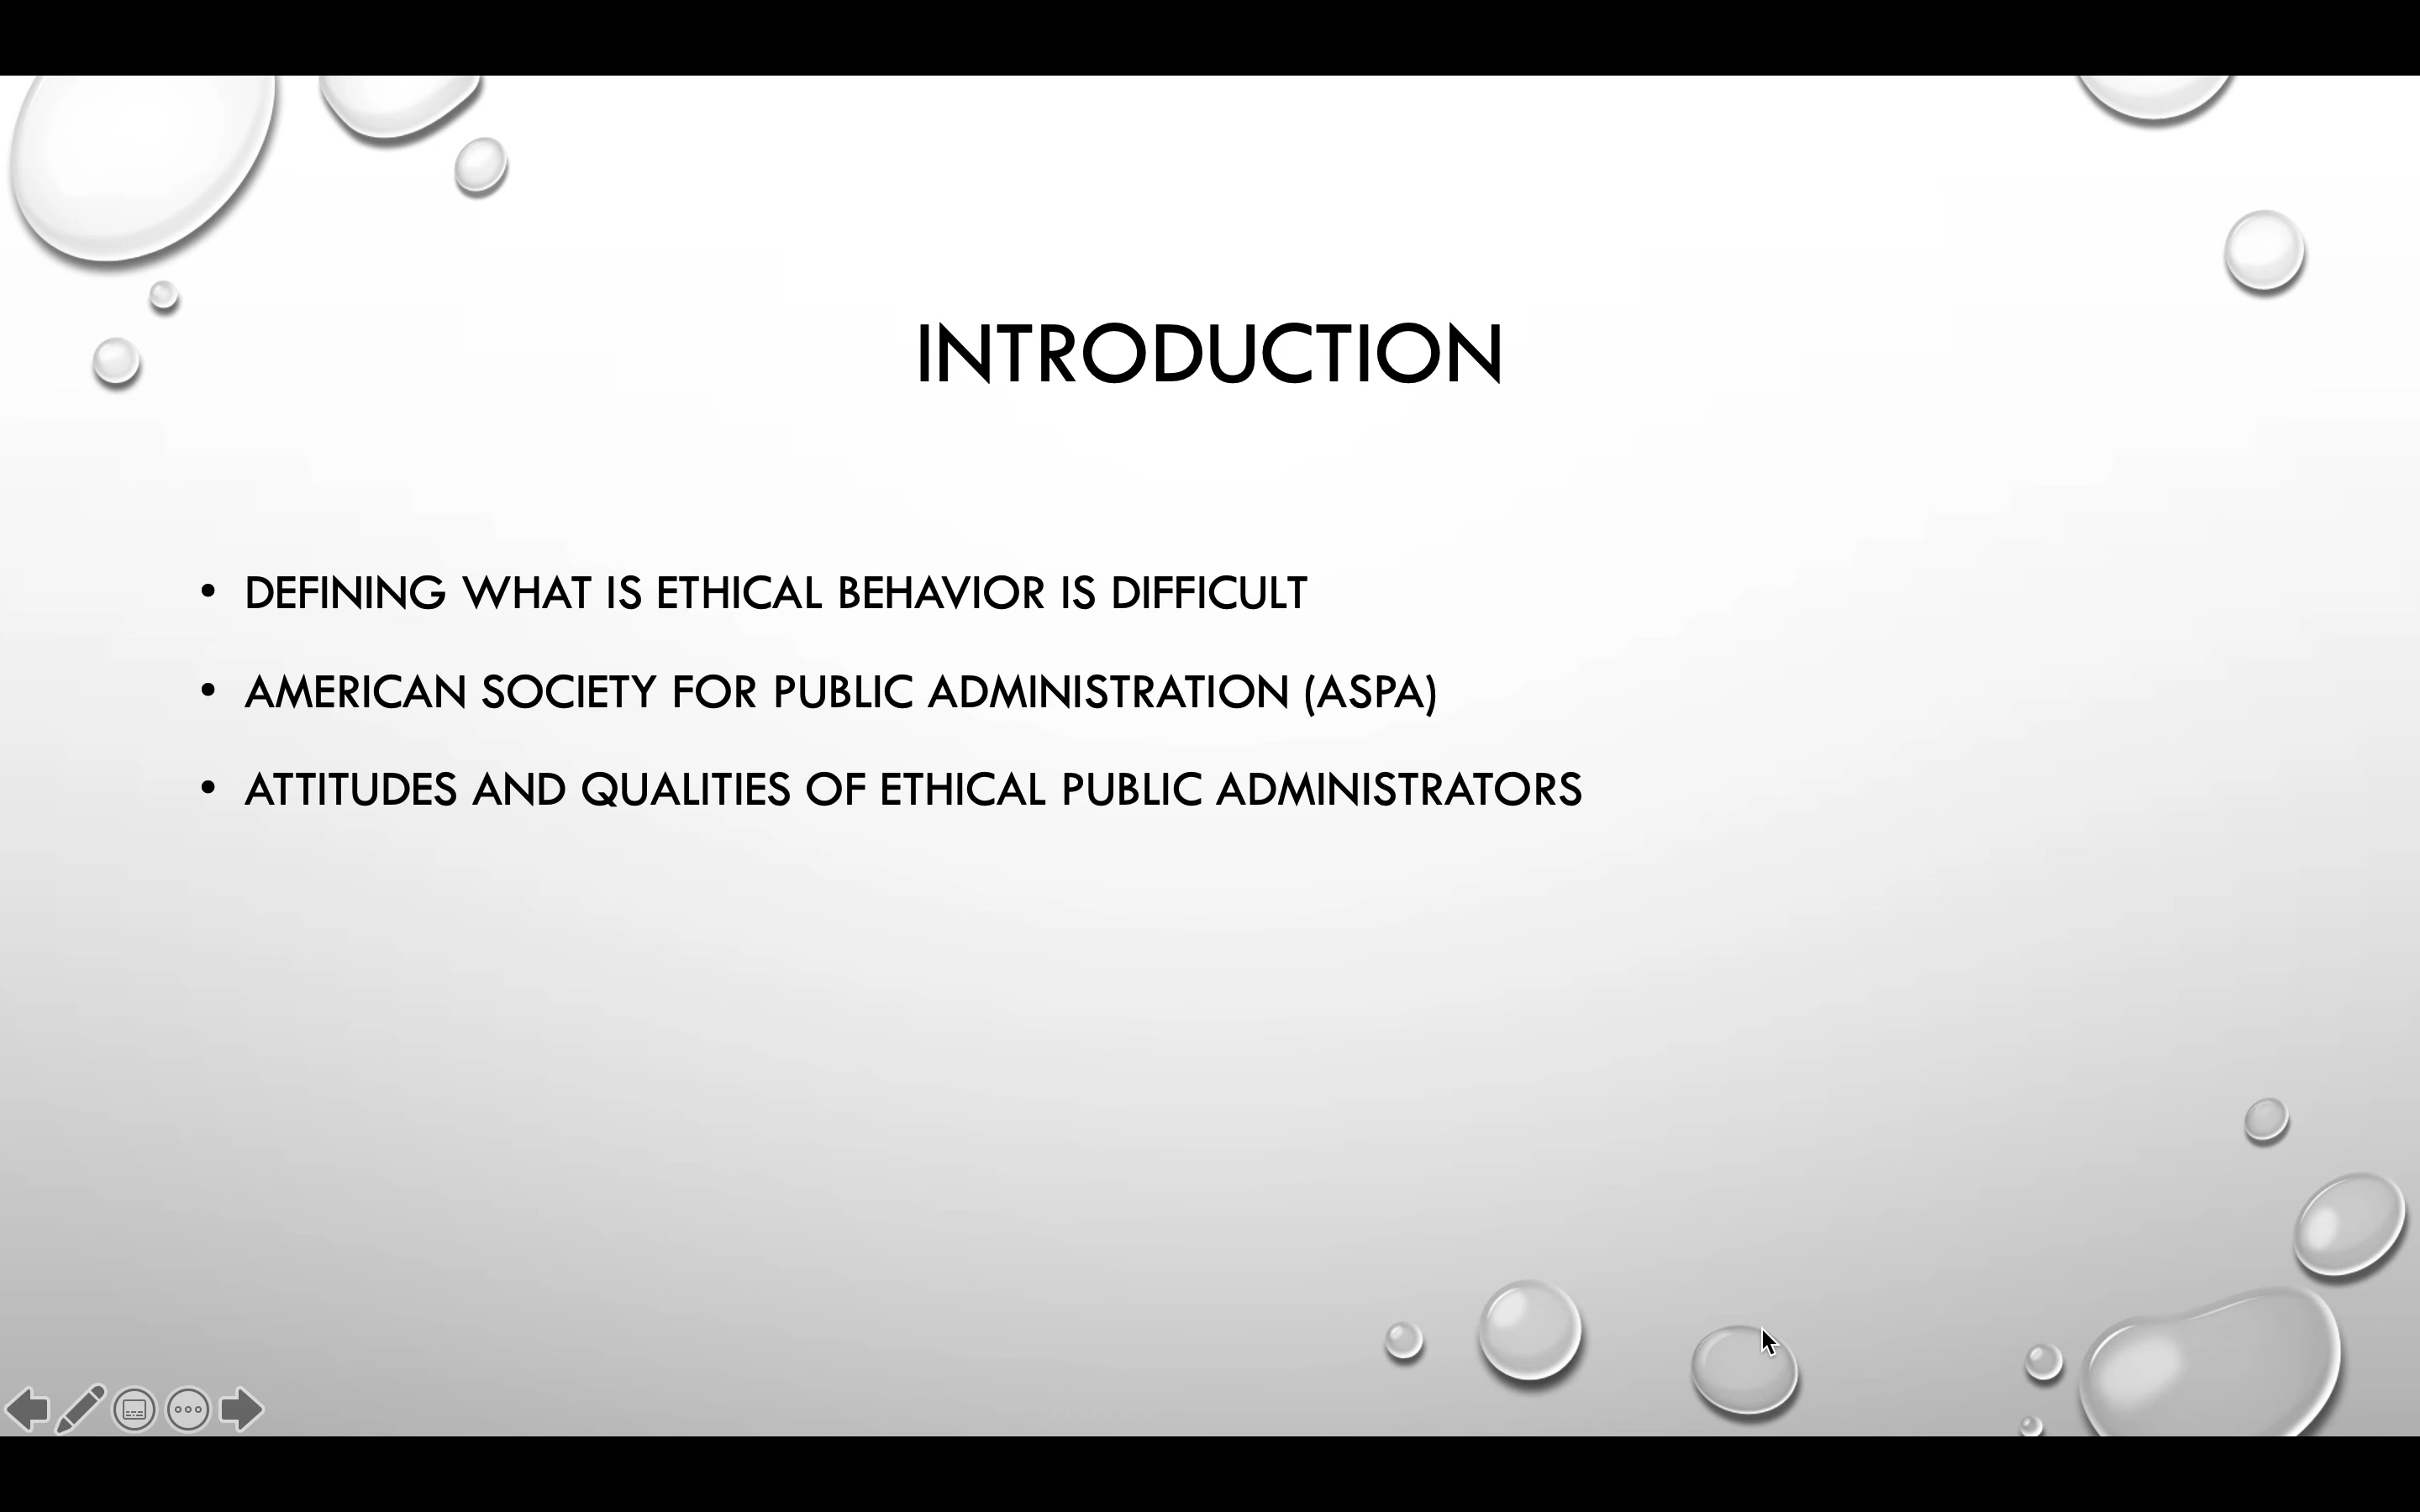 INTRODUCTION
• DEFINING WHAT IS ETHICAL BEHAVIOR IS DIFFICULT
• AMERICAN SOCIETY FOR PUBLIC ADMINISTRATION (ASPA)
• ATTITUDES AND QUALITIES OF ETHICAL PUBLIC ADMINISTRATORS